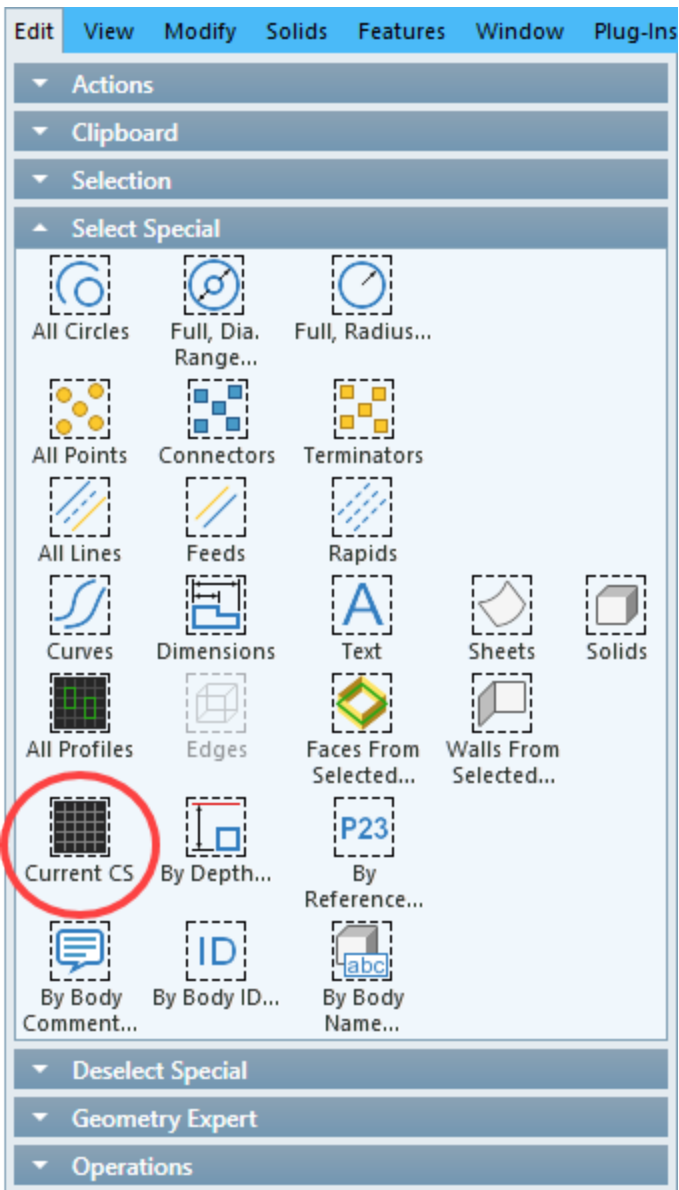 Edit View Modify Solids Features Window Plug-Ins
Actions
Clipboard
Selection
Select Special
All Circles
Full, Dia.
Range...
Full, Radius...
All Points
Connectors
Terminators
All Lines
Feeds
Rapids
Curves
Dimensions
A
Text
Sheets
Solids
All Profiles
Edges
Faces From
Selected...
Walls From
Selected...
Current CS
By Depth...
P23
By
Reference...
By Body
Comment...
ID
By Body ID...
abc
By Body
Name...
Deselect Special
Geometry Expert
Operations